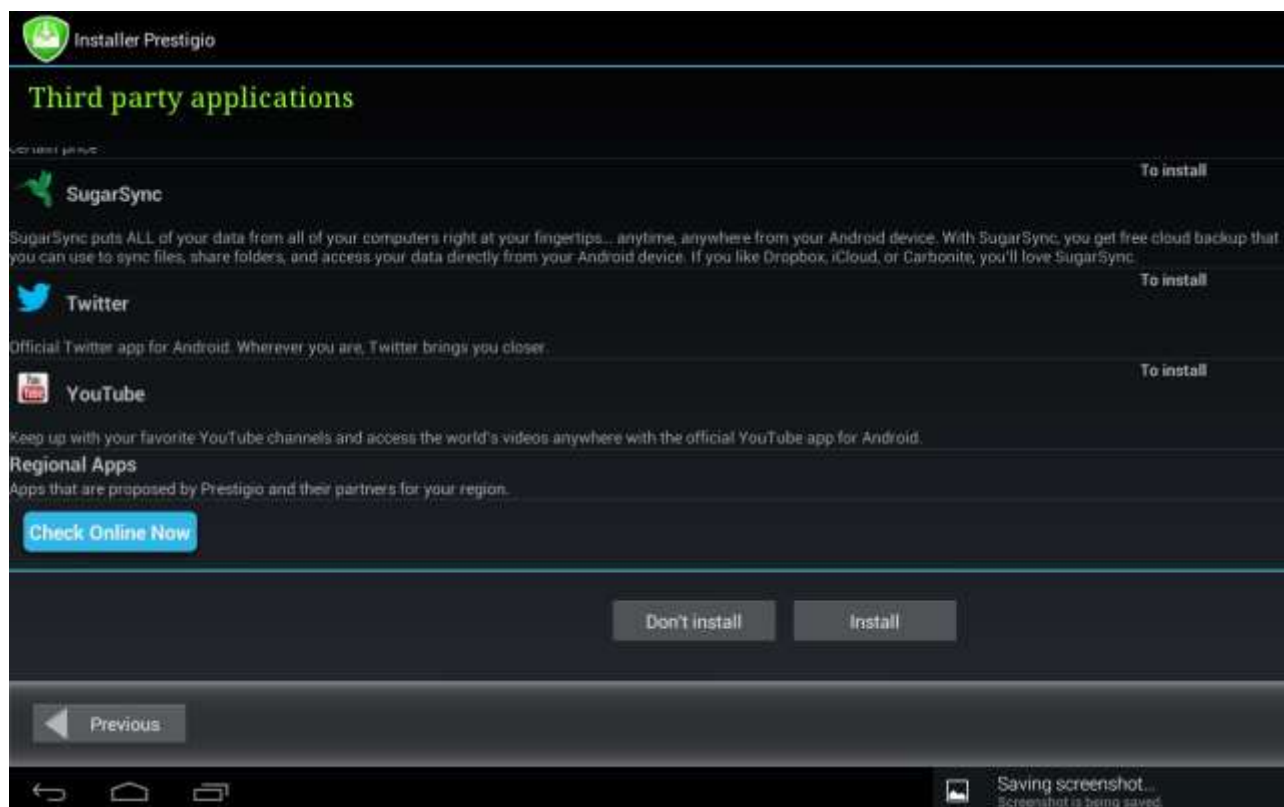 Installer Prestigio
Third party applications
certain price
To install
SugarSync
SugarSync puts ALL of your data from all of your computers right at your fingertips... anytime, anywhere from your Android device. With SugarSync, you get free cloud backup that
you can use to sync files, share folders, and access your data directly from your Android device. If you like Dropbox, iCloud, or Carbonite, you'll love SugarSync.
To install
Twitter
Official Twitter app for Android. Wherever you are, Twitter brings you closer.
To install
You
Tube
YouTube
Keep up with your favorite YouTube channels and access the world's videos anywhere with the official YouTube app for Android.
Regional Apps
Apps that are proposed by Prestigio and their partners for your region.
Check Online Now
Don't install
Install
Previous
Saving screenshot...
Screenshot is being saved.